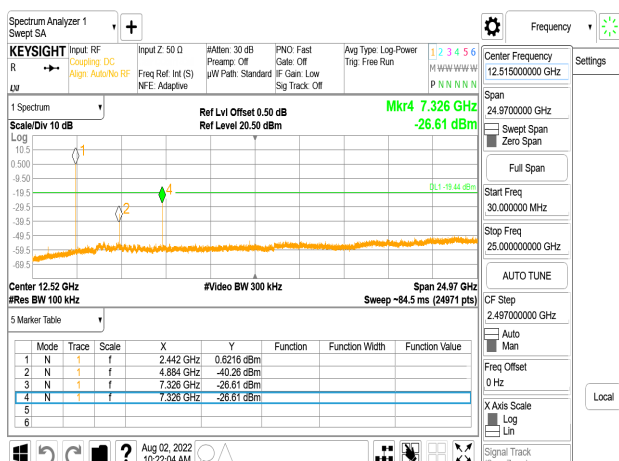 Spectrum Analyzer 1
Swept SA
Frequency
KEYSIGHT
Input: RF
Coupling: DC
Align: Auto/No RF
Input Z: 50 Ω
Freq Ref: Int (S)
NFE: Adaptive
#Atten: 30 dB
Preamp: Off
µW Path: Standard
PNO: Fast
Gate: Off
IF Gain: Low
Sig Track: Off
Avg Type: Log-Power
Trig: Free Run
1 2 3 4 5 6
M W W W W W
P N N N N N
R
LXI
1 Spectrum
Scale/Div 10 dB
Ref Lvl Offset 0.50 dB
Ref Level 20.50 dBm
Mkr4 7.326 GHz
-26.61 dBm
Log
10.5
0.500
-9.50
-19.5
-29.5
-39.5
-49.5
-59.5
-69.5
1
2
4
DL1 -19.44 dBm
Center 12.52 GHz
#Res BW 100 kHz
#Video BW 300 kHz
Span 24.97 GHz
Sweep ~84.5 ms (24971 pts)
5 Marker Table
Mode Trace Scale X Y Function Function Width Function Value
1 N 1 f 2.442 GHz 0.6216 dBm
2 N 1 f 4.884 GHz -40.26 dBm
3 N 1 f 7.326 GHz -26.61 dBm
4 N 1 f 7.326 GHz -26.61 dBm
5
6
?
Aug 02, 2022
10:22:04 AM
Center Frequency
12.515000000 GHz
Settings
Span
24.9700000 GHz
Swept Span
Zero Span
Full Span
Start Freq
30.000000 MHz
Stop Freq
25.000000000 GHz
AUTO TUNE
CF Step
2.497000000 GHz
Auto
Man
Freq Offset
0 Hz
X Axis Scale
Log
Lin
Local
Signal Track